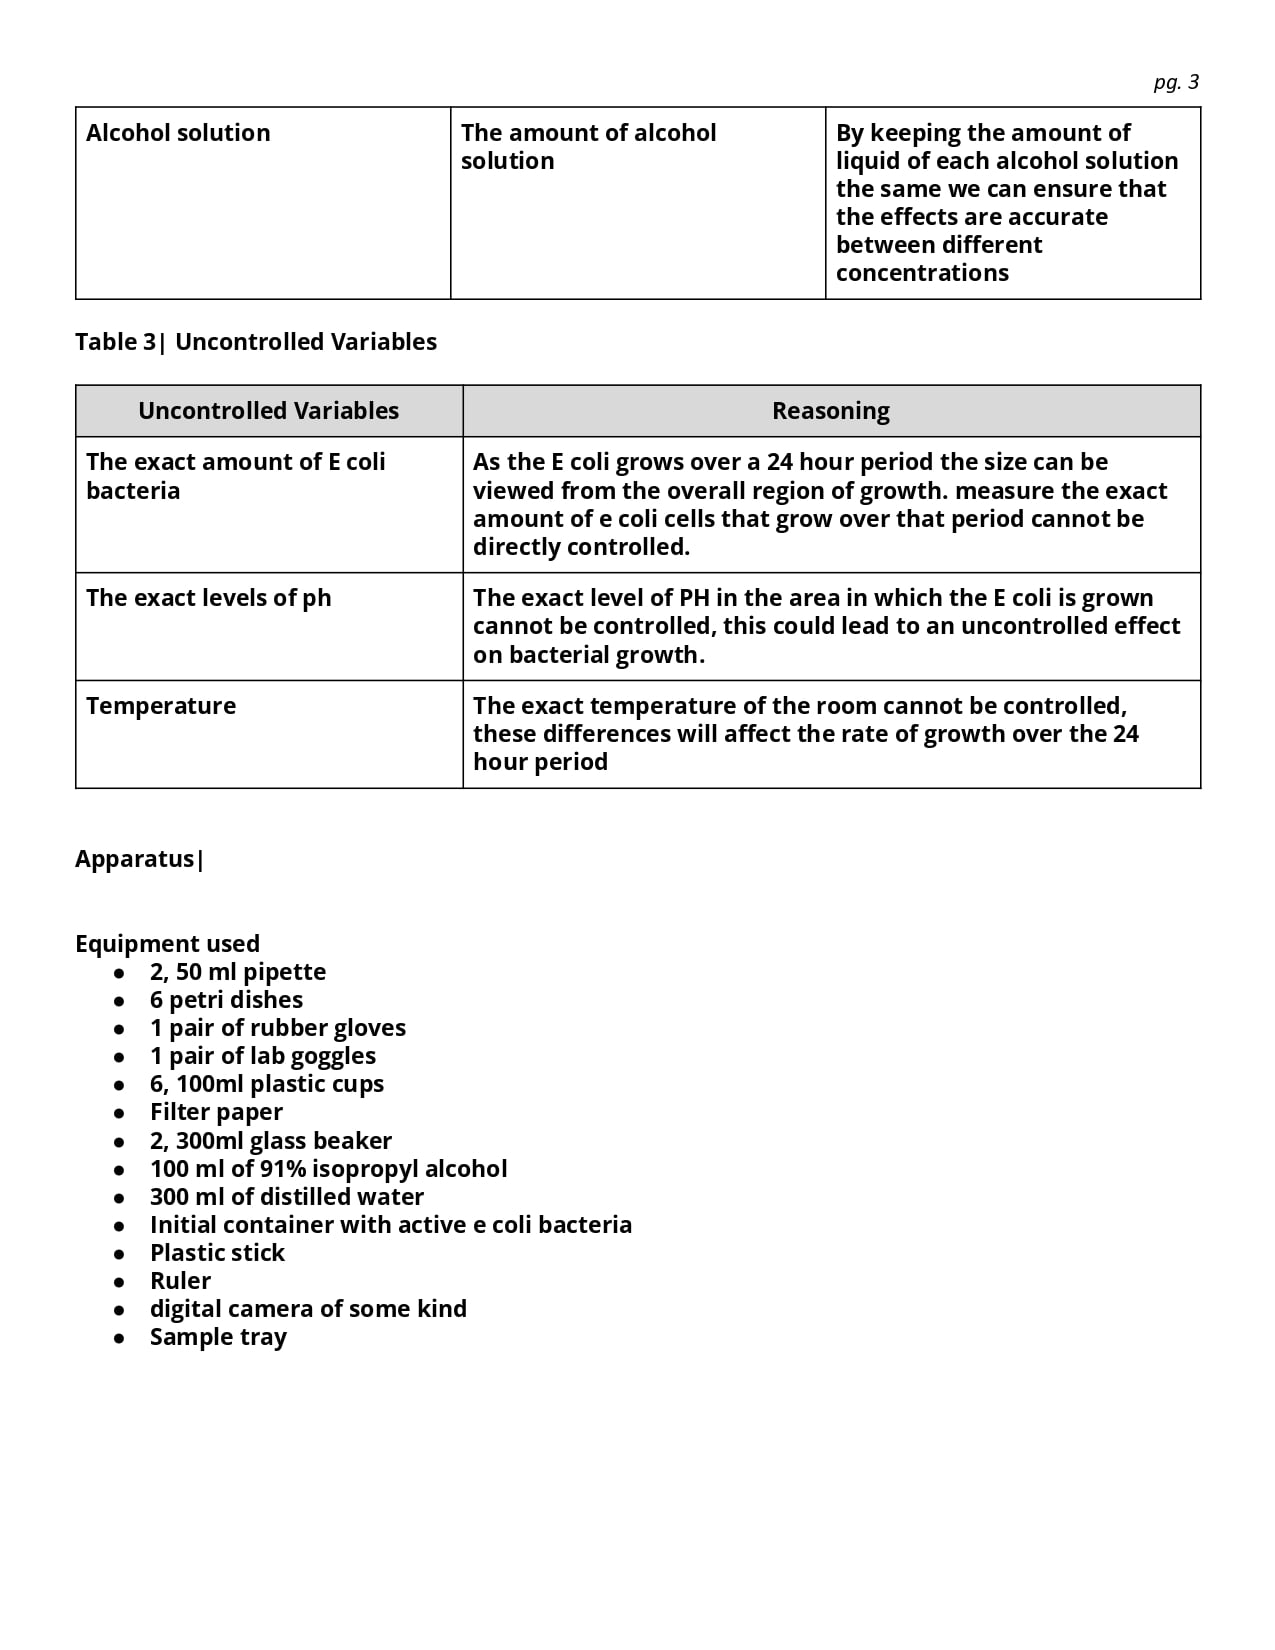 pg. 3
Alcohol solution
The amount of alcohol
solution
By keeping the amount of
liquid of each alcohol solution
the same we can ensure that
the effects are accurate
between different
concentrations
Table 3| Uncontrolled Variables
Uncontrolled Variables
Reasoning
The exact amount of E coli
bacteria
As the E coli grows over a 24 hour period the size can be
viewed from the overall region of growth. measure the exact
amount of e coli cells that grow over that period cannot be
directly controlled.
The exact levels of ph
The exact level of PH in the area in which the E coli is grown
cannot be controlled, this could lead to an uncontrolled effect
on bacterial growth.
Temperature
The exact temperature of the room cannot be controlled,
these differences will affect the rate of growth over the 24
hour period
Apparatus|
Equipment used
● 2, 50 ml pipette
● 6 petri dishes
● 1 pair of rubber gloves
● 1 pair of lab goggles
● 6, 100ml plastic cups
● Filter paper
● 2, 300ml glass beaker
● 100 ml of 91% isopropyl alcohol
● 300 ml of distilled water
● Initial container with active e coli bacteria
● Plastic stick
● Ruler
● digital camera of some kind
● Sample tray